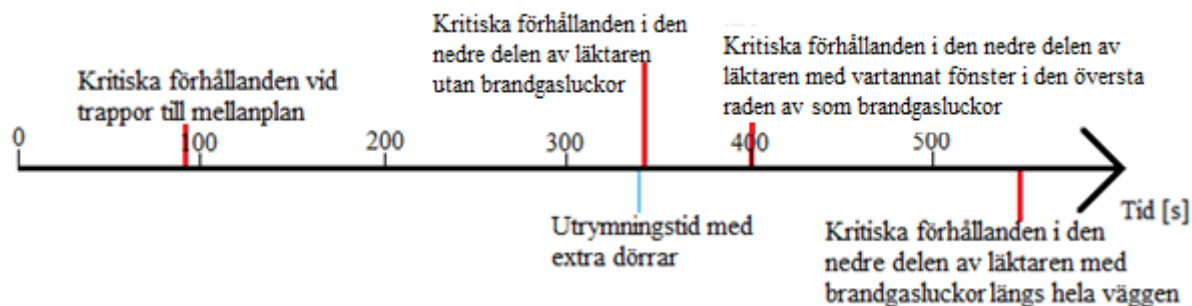 Kritiska förhållanden i den
nedre delen av läktaren
utan brandgasluckor
Kritiska förhållanden i den nedre delen av
läktaren med vartannat fönster i den översta
raden av som brandgasluckor
Kritiska förhållanden vid
trappor till mellanplan
0
100
200
300
400
500
Tid [s]
Utrymningstid med
extra dörrar
Kritiska förhållanden i den
nedre delen av läktaren med
brandgasluckor längs hela väggen